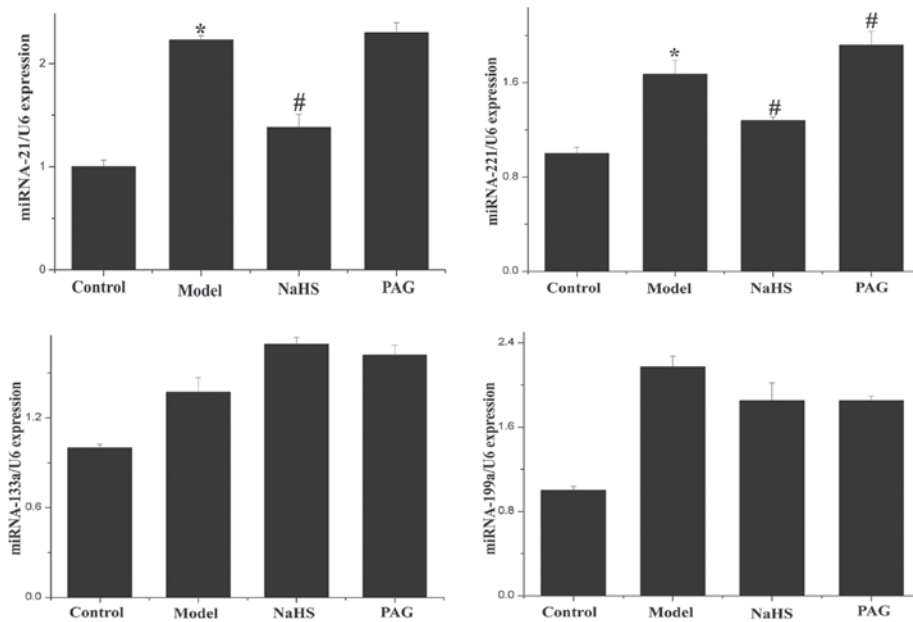 miRNA-21/U6 expression
2
1
0
*
#
Control Model NaHS PAG
miRNA-221/U6 expression
1.6
0.8
0.0
*
#
#
Control Model NaHS PAG
miRNA-133a/U6 expression
1.2
0.6
0.0
Control Model NaHS PAG
miRNA-199a/U6 expression
2.4
1.6
0.8
0.0
Control Model NaHS PAG